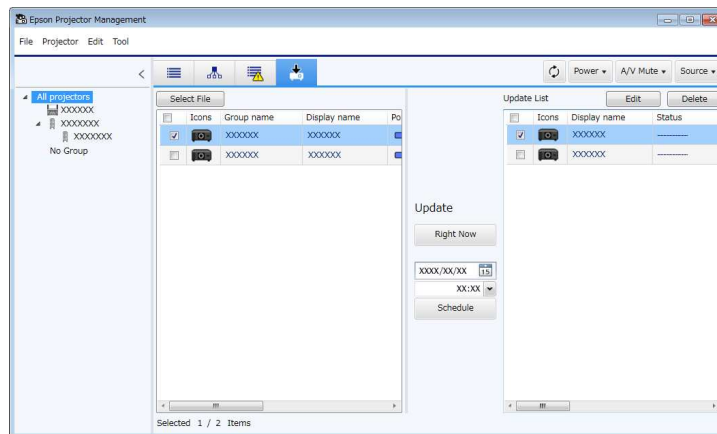 Epson Projector Management
File Projector Edit Tool
Power A/V Mute Source
All projectors
XXXXXX
XXXXXXX
XXXXXXX
No Group
Select File
Icons Group name Display name Po
XXXXXX XXXXXX
XXXXXX XXXXXX
Selected 1 / 2 Items
Update
Right Now
XXXX/XX/XX 15
XX:XX
Schedule
Update List Edit Delete
Icons Display name Status
XXXXXX ----------
XXXXXX ----------